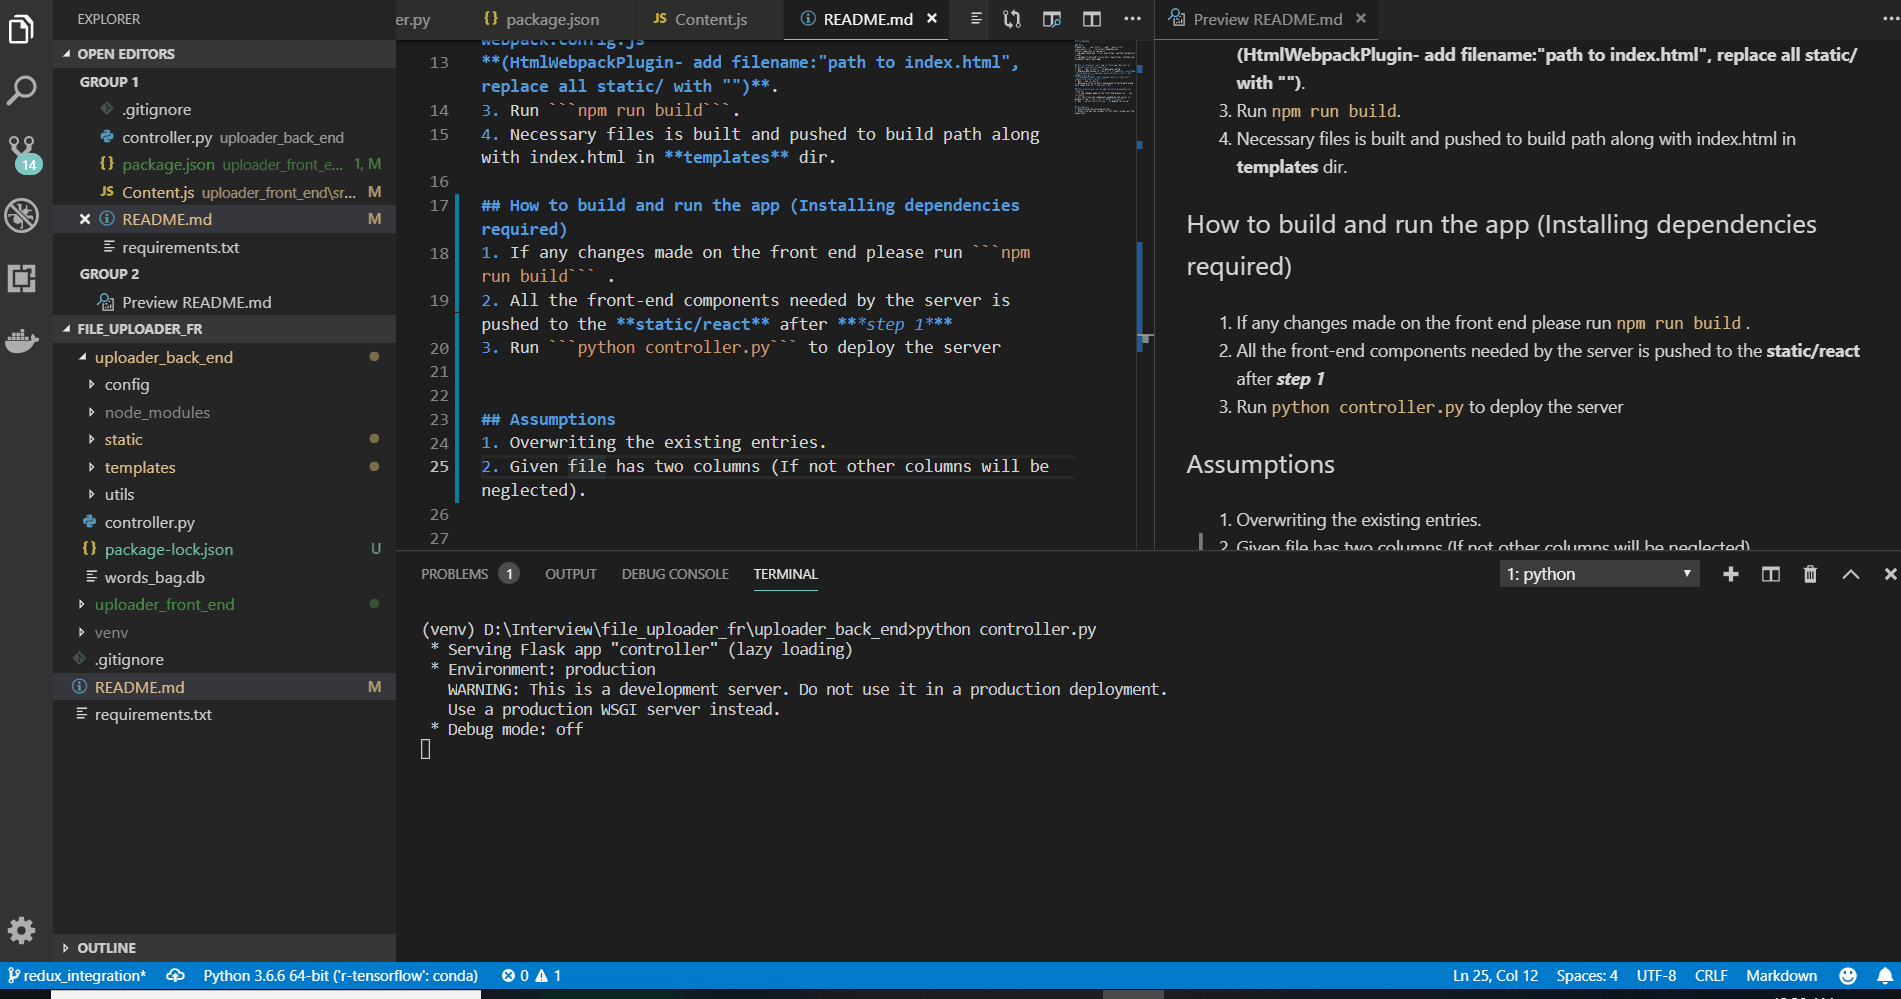 EXPLORER
OPEN EDITORS
GROUP 1
.gitignore
controller.py uploader_back_end
{} package.json uploader_front_e... 1, M
JS Content.js uploader_front_end\sr... M
README.md M
requirements.txt
GROUP 2
Preview README.md
FILE_UPLOADER_FR
uploader_back_end
config
node_modules
static
templates
utils
controller.py
{} package-lock.json U
words_bag.db
uploader_front_end
venv
.gitignore
README.md M
requirements.txt
OUTLINE
14
er.py
{} package.json
JS Content.js
README.md
webpack.config.js
13 **(HtmlWebpackPlugin- add filename:"path to index.html",
replace all static/ with "")**.
14 3. Run ```npm run build```.
15 4. Necessary files is built and pushed to build path along
with index.html in **templates** dir.
16
17 ## How to build and run the app (Installing dependencies
required)
18 1. If any changes made on the front end please run ```npm
run build``` .
19 2. All the front-end components needed by the server is
pushed to the **static/react** after ***step 1***
20 3. Run ```python controller.py``` to deploy the server
21
22
23 ## Assumptions
24 1. Overwriting the existing entries.
25 2. Given file has two columns (If not other columns will be
neglected).
26
27
Preview README.md
(HtmlWebpackPlugin- add filename:"path to index.html", replace all static/
with "").
3. Run npm run build.
4. Necessary files is built and pushed to build path along with index.html in
templates dir.
How to build and run the app (Installing dependencies
required)
1. If any changes made on the front end please run npm run build .
2. All the front-end components needed by the server is pushed to the static/react
after step 1
3. Run python controller.py to deploy the server
Assumptions
1. Overwriting the existing entries.
2. Given file has two columns (If not other columns will be neglected)
PROBLEMS 1 OUTPUT DEBUG CONSOLE TERMINAL
1: python
(venv) D:\Interview\file_uploader_fr\uploader_back_end>python controller.py
* Serving Flask app "controller" (lazy loading)
* Environment: production
WARNING: This is a development server. Do not use it in a production deployment.
Use a production WSGI server instead.
* Debug mode: off
redux_integration* Python 3.6.6 64-bit ('r-tensorflow': conda) 0 1 Ln 25, Col 12 Spaces: 4 UTF-8 CRLF Markdown